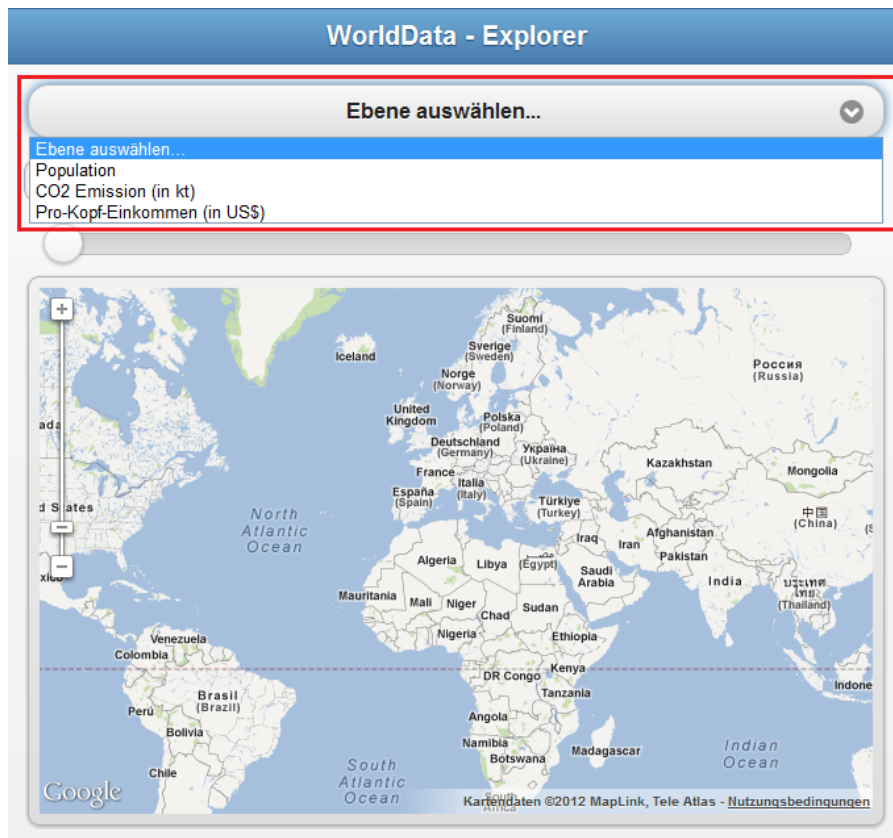 WorldData - Explorer
Ebene auswählen...
Ebene auswählen...
Population
CO2 Emission (in kt)
Pro-Kopf-Einkommen (in US$)
Suomi
(Finland)
Iceland
Sverige
(Sweden)
Россия
(Russia)
Norge
(Norway)
United
Kingdom
Polska
(Poland)
ada
Deutschland
(Germany)
Україна
(Ukraine)
Kazakhstan
Mongolia
France
Italia
(Italy)
España
(Spain)
Türkiye
(Turkey)
d States
中国
(China)
North
Atlantic
Ocean
Iraq
Iran
Afghanistan
Pakistan
Algeria
Libya
(Egypt)
Saudi
Arabia
India
ประเทศ
ไทย
(Thailand)
Mauritania
Mali
Niger
Chad
Sudan
Nigeria
Ethiopia
Venezuela
Colombia
DR Congo
Kenya
Tanzania
Indone
Brasil
(Brazil)
Perú
Bolivia
Angola
Namibia
Botswana
Madagascar
Indian
Ocean
Chile
South
Atlantic
Ocean
South
Africa
Google
Kartendaten ©2012 MapLink, Tele Atlas - Nutzungsbedingungen